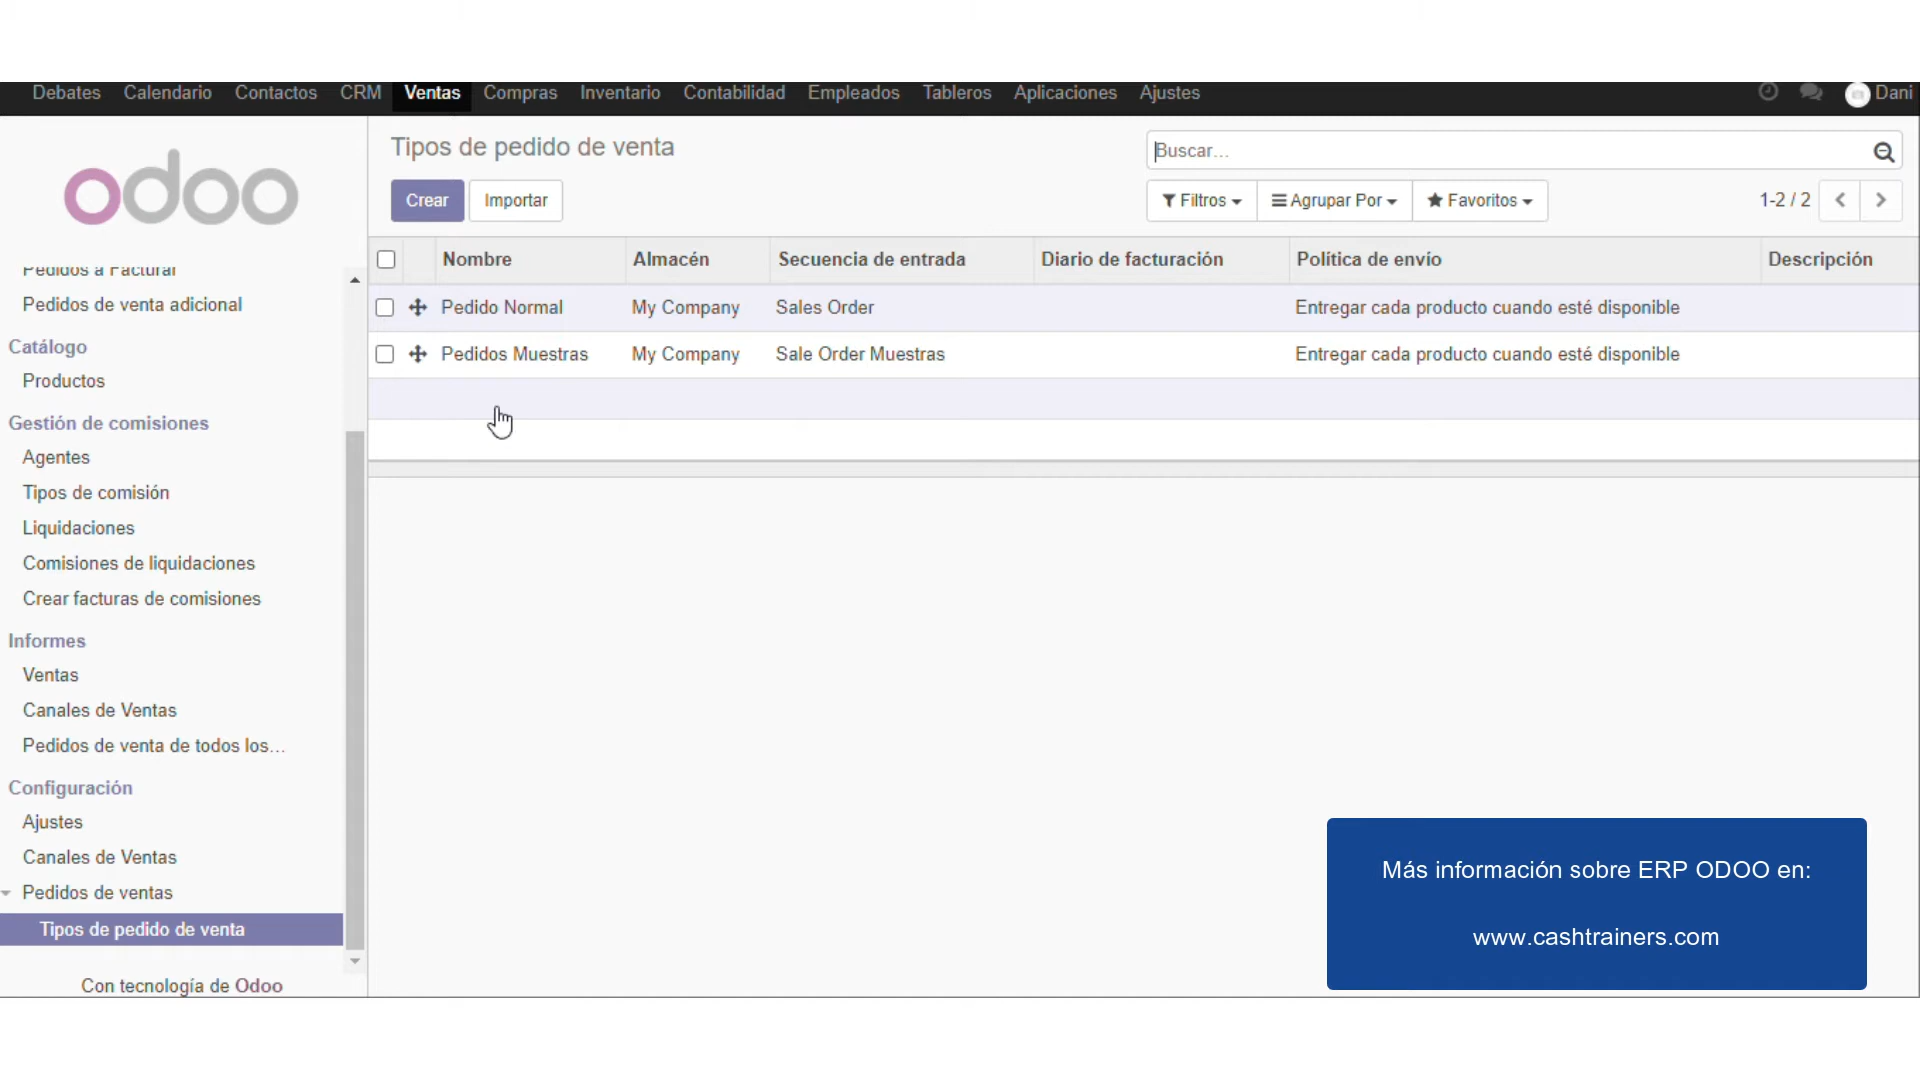 Debates Calendario Contactos CRM Ventas Compras Inventario Contabilidad Empleados Tableros Aplicaciones Ajustes Dani
odoo
Tipos de pedido de venta
Buscar...
Crear Importar
Filtros Agrupar Por Favoritos 1-2 / 2
Nombre Almacén Secuencia de entrada Diario de facturación Política de envío Descripción
Pedido Normal My Company Sales Order Entregar cada producto cuando esté disponible
Pedidos Muestras My Company Sale Order Muestras Entregar cada producto cuando esté disponible
Pedidos a Facturar
Pedidos de venta adicional
Catálogo
Productos
Gestión de comisiones
Agentes
Tipos de comisión
Liquidaciones
Comisiones de liquidaciones
Crear facturas de comisiones
Informes
Ventas
Canales de Ventas
Pedidos de venta de todos los...
Configuración
Ajustes
Canales de Ventas
Pedidos de ventas
Tipos de pedido de venta
Con tecnología de Odoo
Más información sobre ERP ODOO en:
www.cashtrainers.com